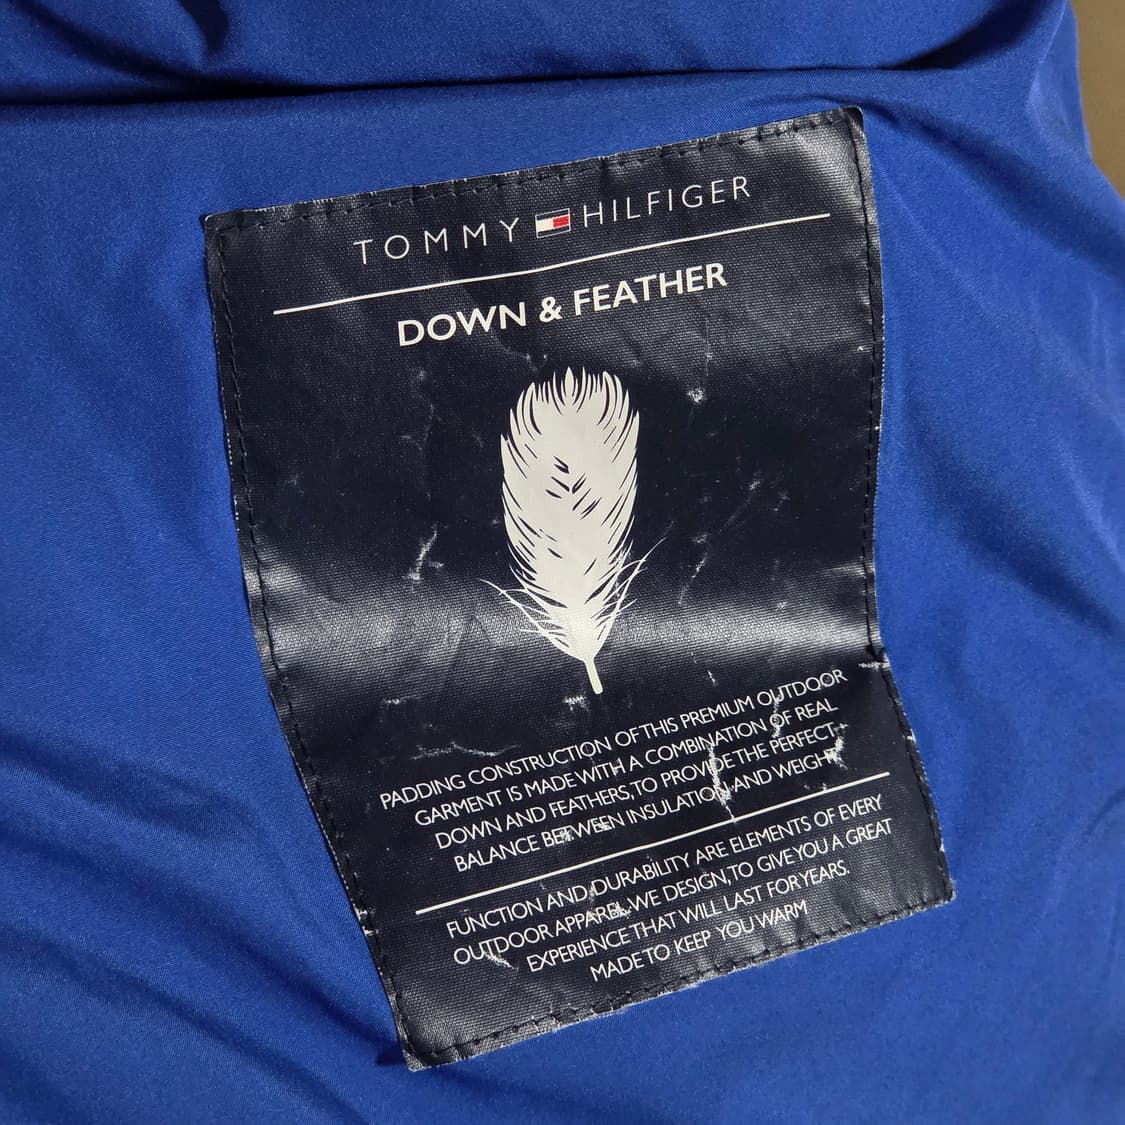 TOMMY HILFIGER
DOWN & FEATHER
PADDING CONSTRUCTION OF THIS PREMIUM OUTDOOR
GARMENT IS MADE WITH A COMBINATION OF REAL
DOWN AND FEATHERS, TO PROVIDE THE PERFECT
BALANCE BETWEEN INSULATION AND WEIGHT
FUNCTION AND DURABILITY ARE ELEMENTS OF EVERY
OUTDOOR APPAREL WE DESIGN, TO GIVE YOU A GREAT
EXPERIENCE THAT WILL LAST FOR YEARS.
MADE TO KEEP YOU WARM